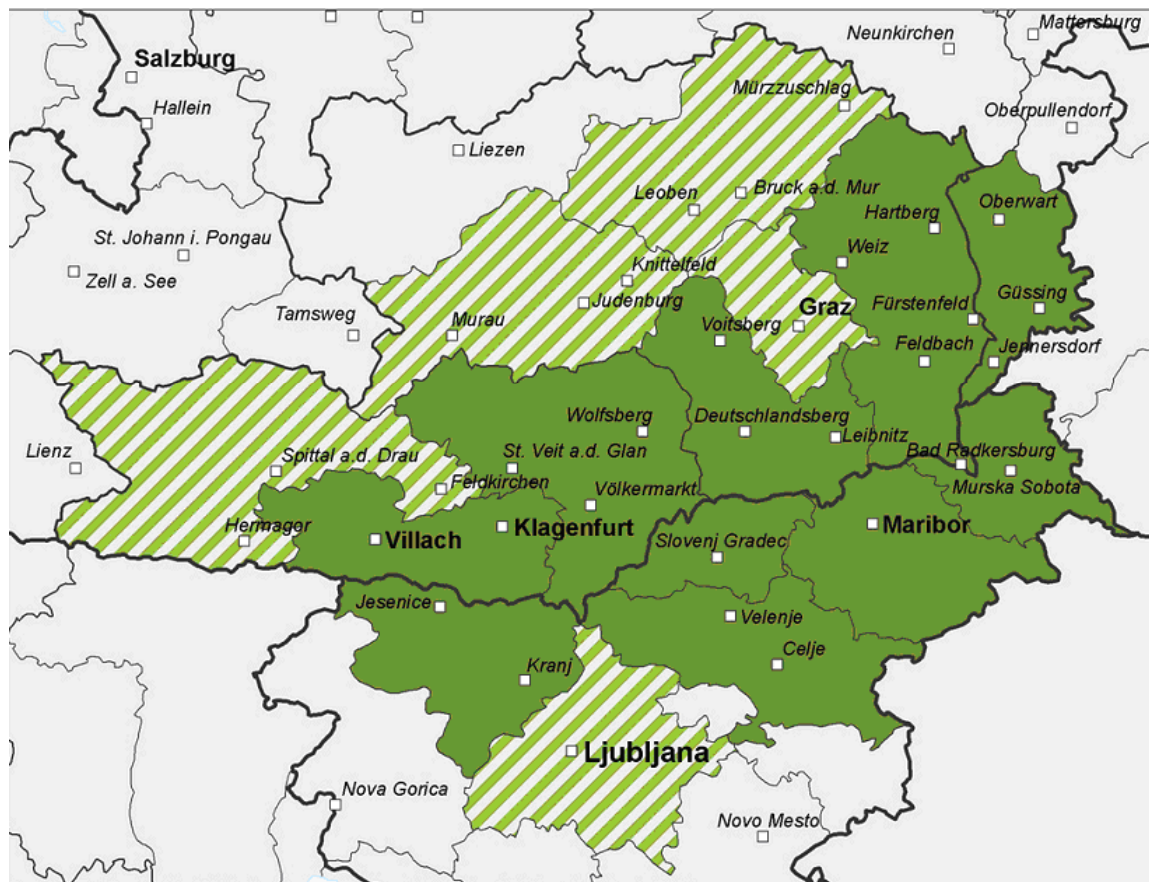 Mattersburg
Neunkirchen
Salzburg
Mürzzuschlag
Hallein
Oberpullendorf
Liezen
Leoben
Bruck a.d. Mur
Hartberg
Oberwart
St. Johann i. Pongau
Weiz
Zell a. See
Knittelfeld
Judenburg
Graz
Fürstenfeld
Güssing
Tamsweg
Murau
Voitsberg
Feldbach
Jennersdorf
Wolfsberg
Deutschlandsberg
Leibnitz
Lienz
Spittal a.d. Drau
St. Veit a.d. Glan
Bad Radkersburg
Feldkirchen
Völkermarkt
Murska Sobota
Hermagor
Villach
Klagenfurt
Maribor
Slovenj Gradec
Jesenice
Velenje
Celje
Kranj
Ljubljana
Nova Gorica
Novo Mesto